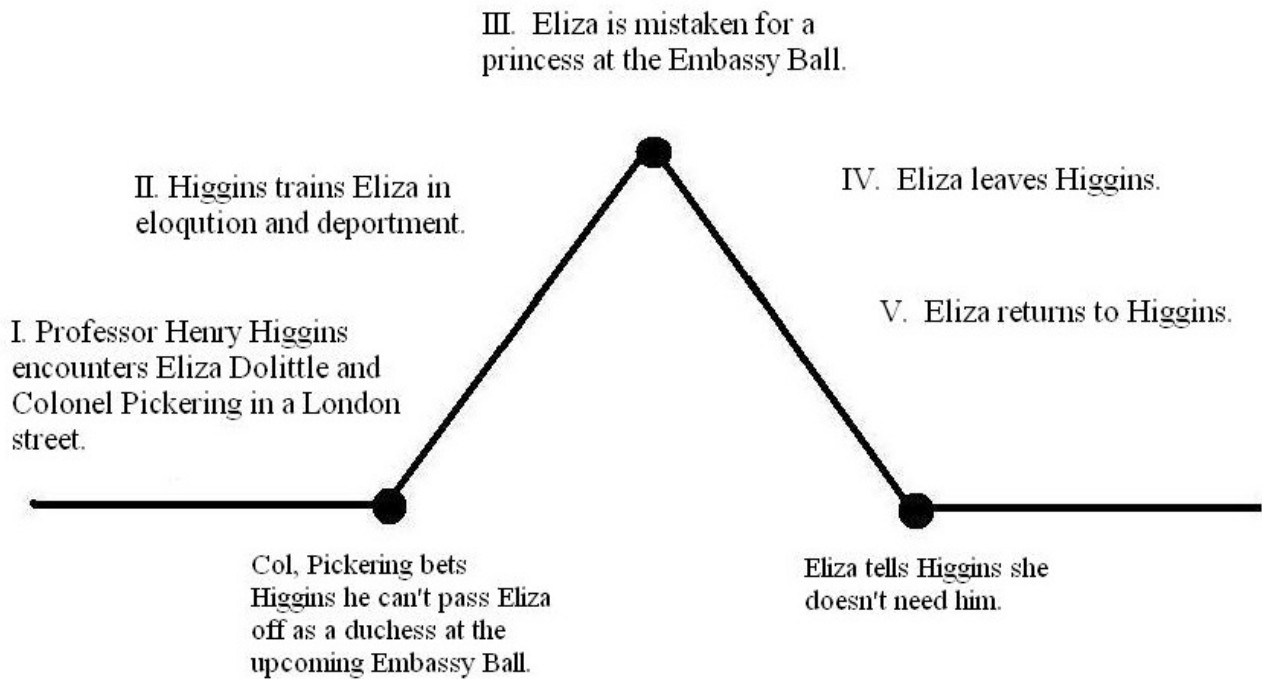 III. Eliza is mistaken for a
princess at the Embassy Ball.
II. Higgins trains Eliza in
eloqution and deportment.
IV. Eliza leaves Higgins.
I. Professor Henry Higgins
encounters Eliza Dolittle and
Colonel Pickering in a London
street.
V. Eliza returns to Higgins.
Col, Pickering bets
Higgins he can't pass Eliza
off as a duchess at the
upcoming Embassy Ball.
Eliza tells Higgins she
doesn't need him.